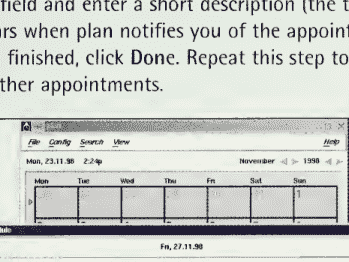 field and enter a short description (the t
rs when plan notifies you of the appoint
finished, click Done. Repeat this step to
ther appointments.
File Config Search View Help
Mon, 23.11.98 2:24p November 1998
Mon Tue Wed Thu Fri Sat Sun
1
Fri, 27.11.98